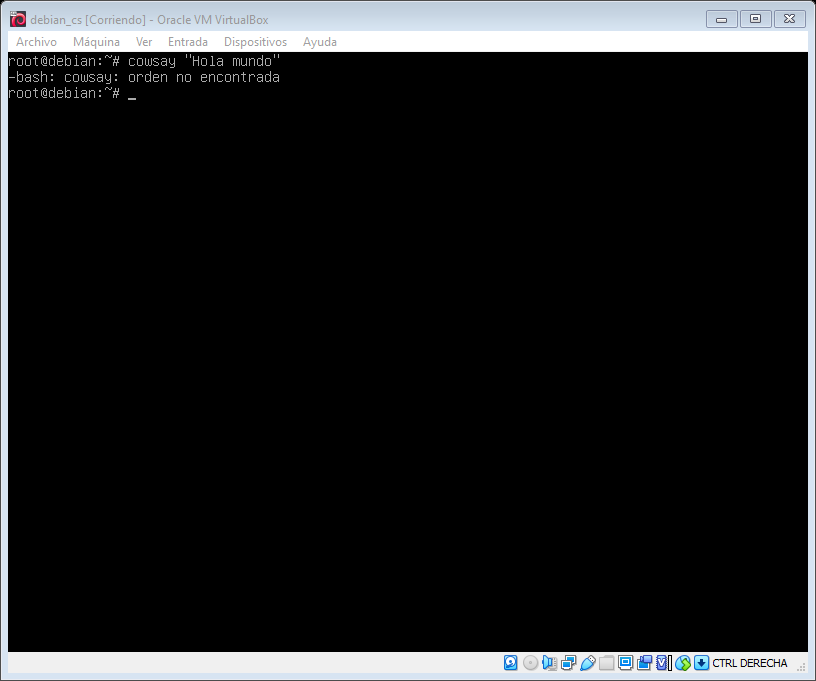 debian_cs [Corriendo] - Oracle VM VirtualBox
Archivo Máquina Ver Entrada Dispositivos Ayuda
root@debian:~# cowsay "Hola mundo"
-bash: cowsay: orden no encontrada
root@debian:~# _
CTRL DERECHA